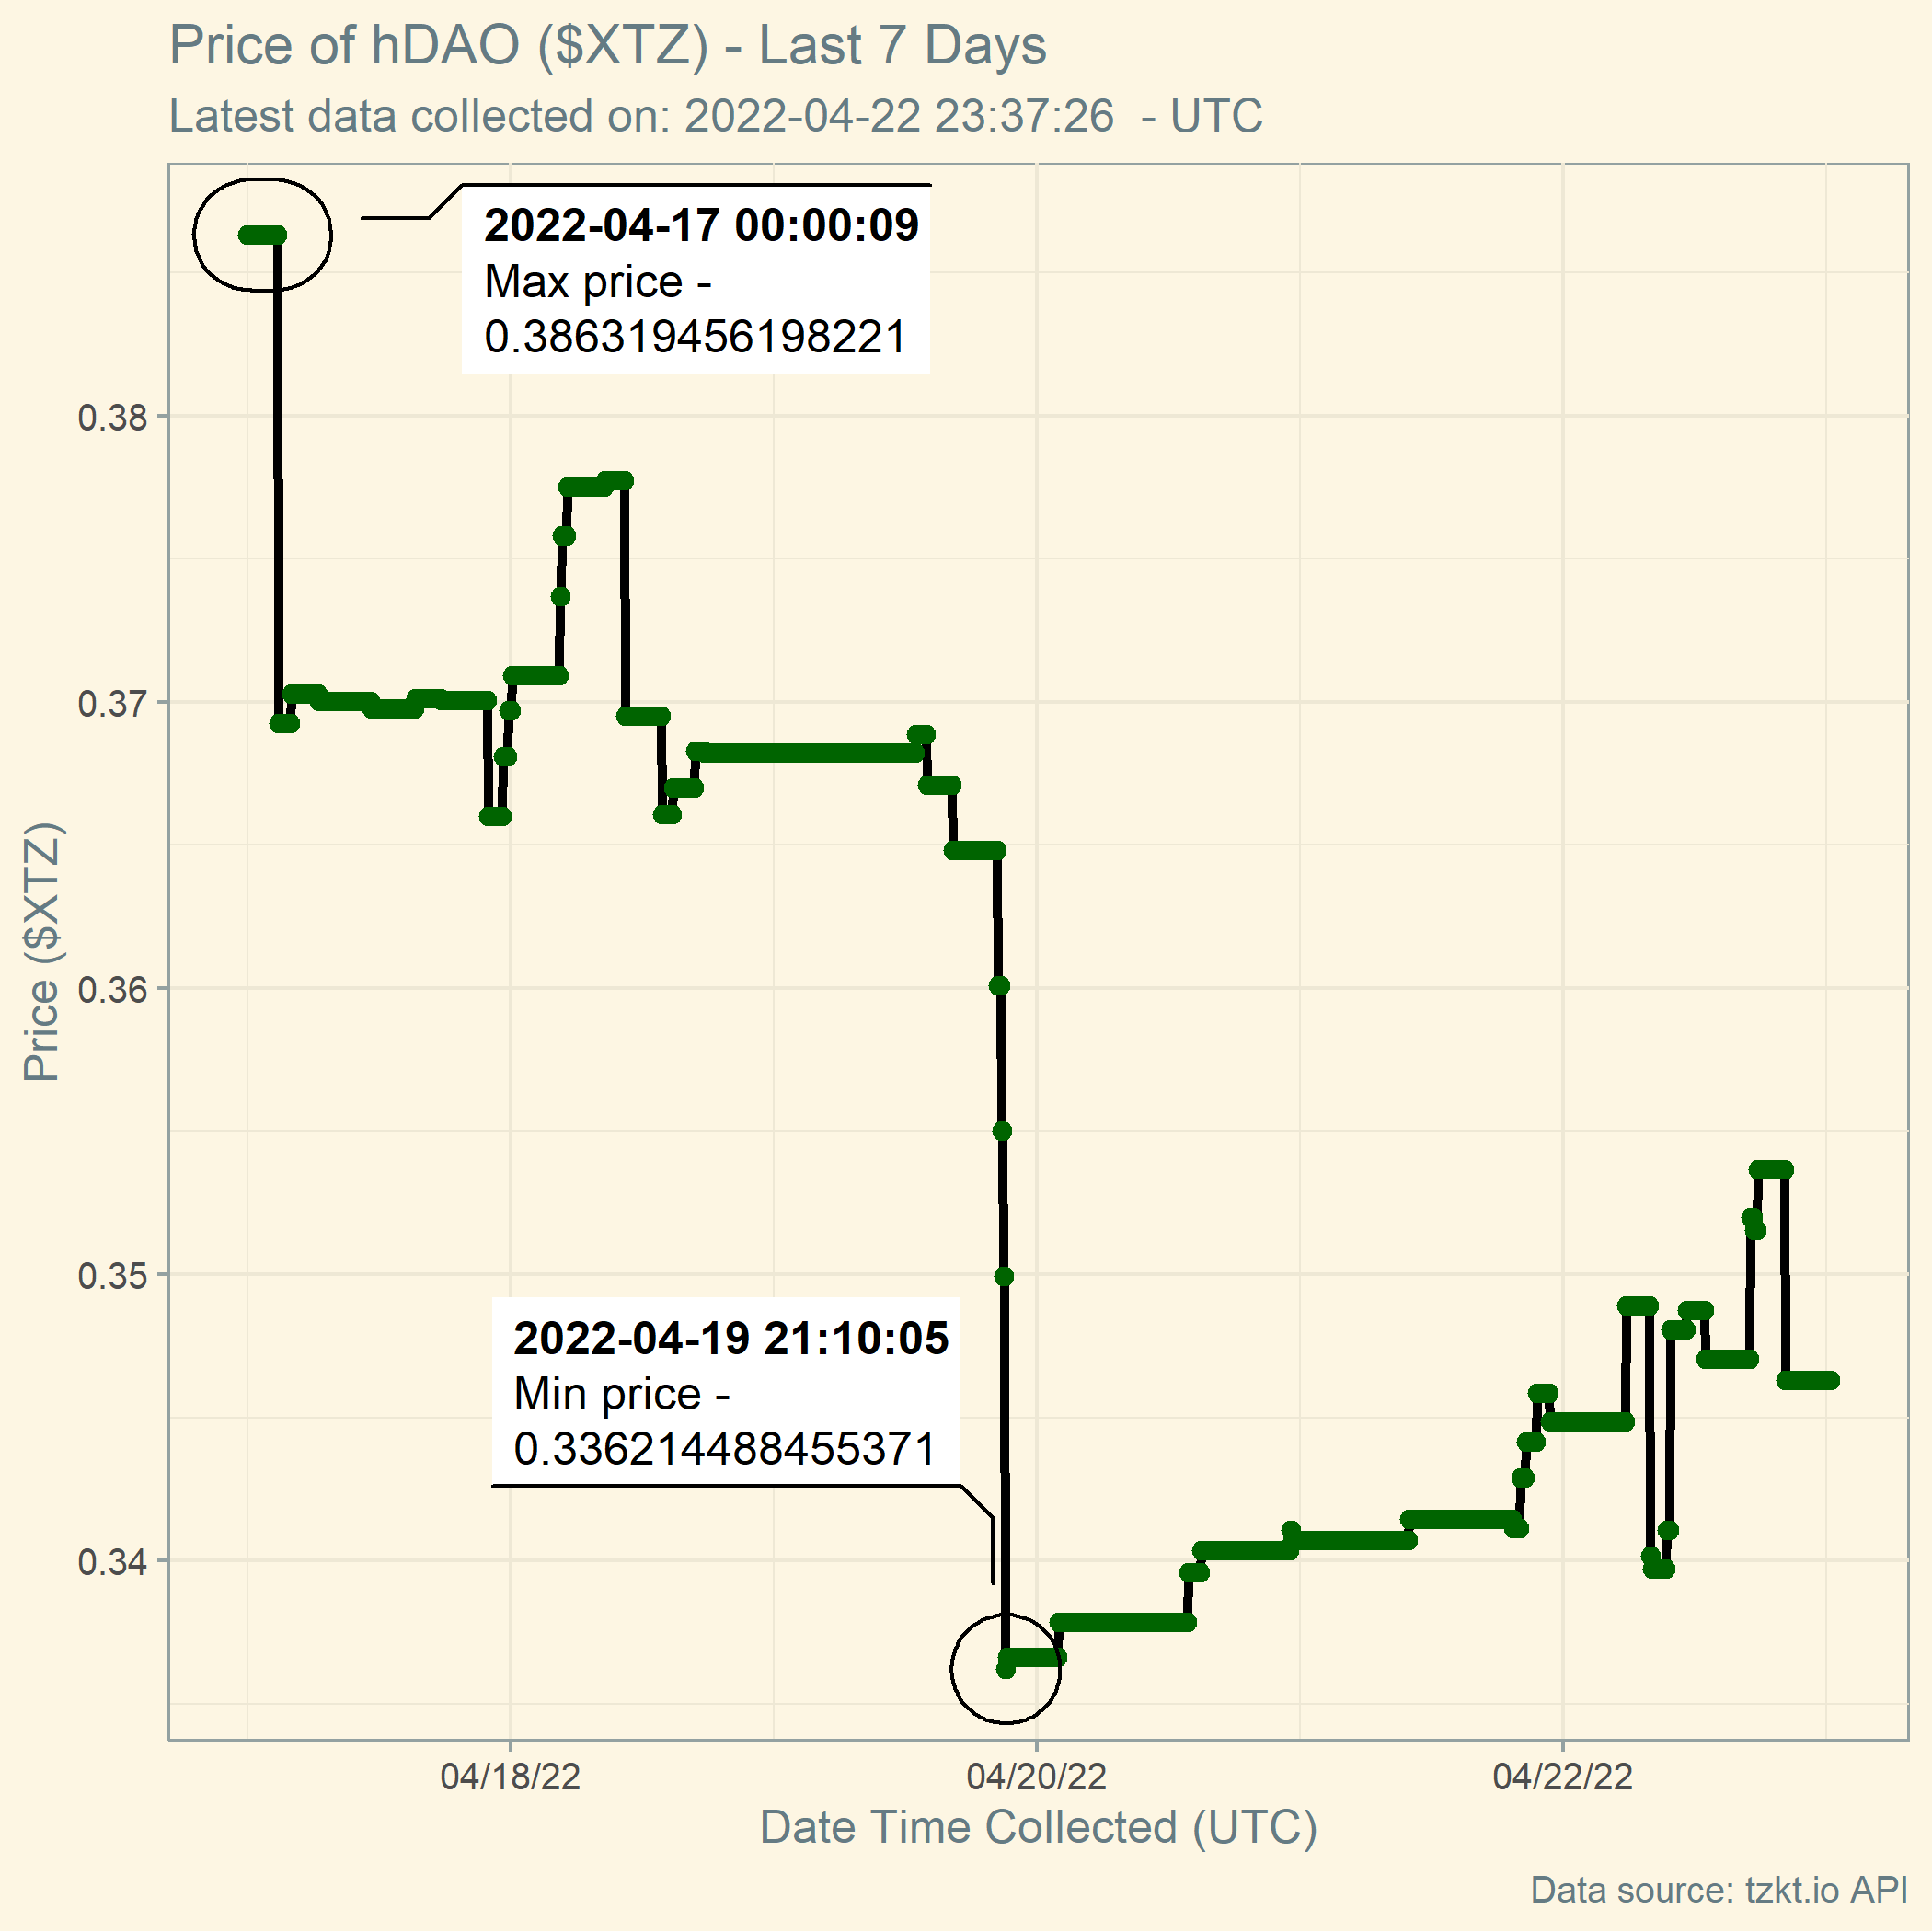 Price of hDAO ($XTZ) - Last 7 Days
Latest data collected on: 2022-04-22 23:37:26  - UTC
2022-04-17 00:00:09
Max price -
0.386319456198221
0.38
0.37
0.36
0.35
0.34
Price ($XTZ)
2022-04-19 21:10:05
Min price -
0.336214488455371
04/18/22
04/20/22
04/22/22
Date Time Collected (UTC)
Data source: tzkt.io API